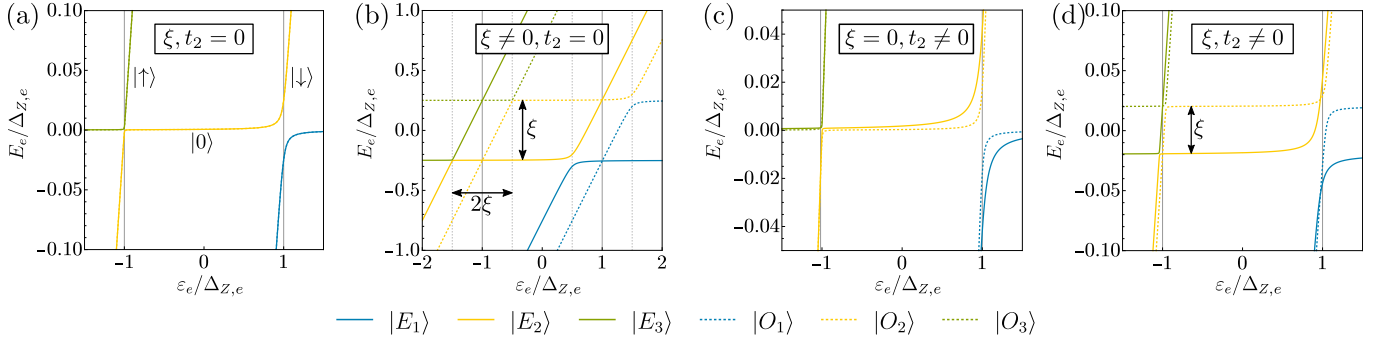 (a)
ξ, t₂ = 0
E_e/Δ_{Z,e}
0.10
0.05
0.00
−0.05
−0.10
|↑⟩
|↓⟩
|0⟩
−1 0 1
ε_e/Δ_{Z,e}
(b)
ξ ≠ 0, t₂ = 0
E_e/Δ_{Z,e}
1.0
0.5
0.0
−0.5
−1.0
ξ
2ξ
−2 −1 0 1 2
ε_e/Δ_{Z,e}
(c)
ξ = 0, t₂ ≠ 0
E_e/Δ_{Z,e}
0.04
0.02
0.00
−0.02
−0.04
−1 0 1
ε_e/Δ_{Z,e}
(d)
ξ, t₂ ≠ 0
E_e/Δ_{Z,e}
0.10
0.05
0.00
−0.05
−0.10
ξ
−1 0 1
ε_e/Δ_{Z,e}
|E₁⟩ |E₂⟩ |E₃⟩ |O₁⟩ |O₂⟩ |O₃⟩